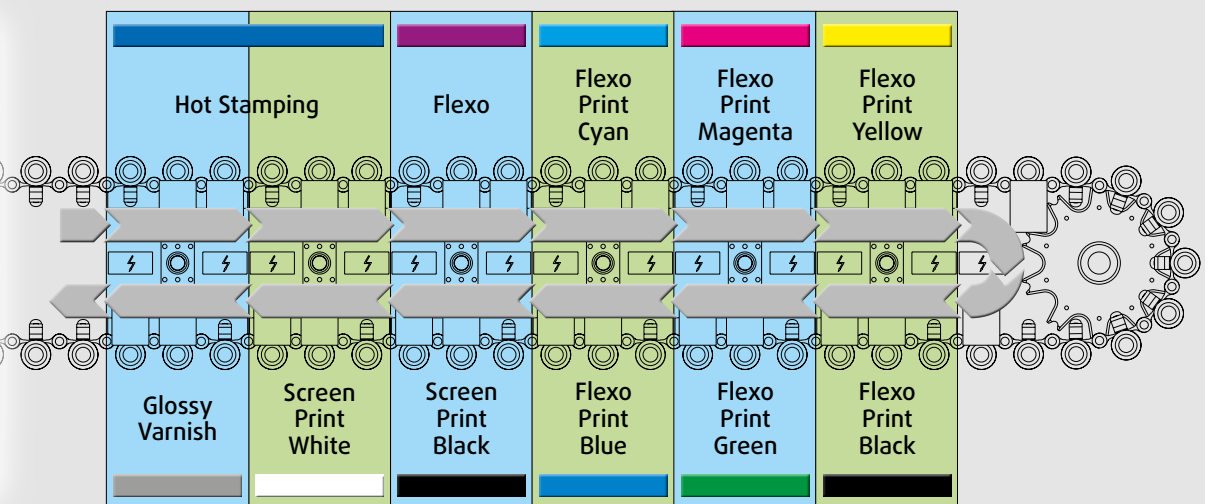 Hot Stamping
Flexo
Flexo
Print
Cyan
Flexo
Print
Magenta
Flexo
Print
Yellow
Glossy
Varnish
Screen
Print
White
Screen
Print
Black
Flexo
Print
Blue
Flexo
Print
Green
Flexo
Print
Black